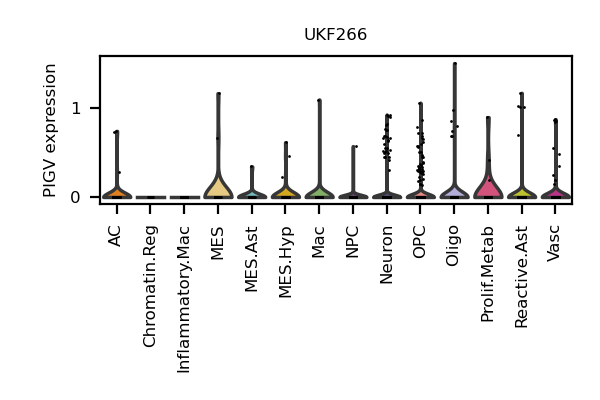 UKF266
PIGV expression
1
0
AC
Chromatin.Reg
Inflammatory.Mac
MES
MES.Ast
MES.Hyp
Mac
NPC
Neuron
OPC
Oligo
Prolif.Metab
Reactive.Ast
Vasc